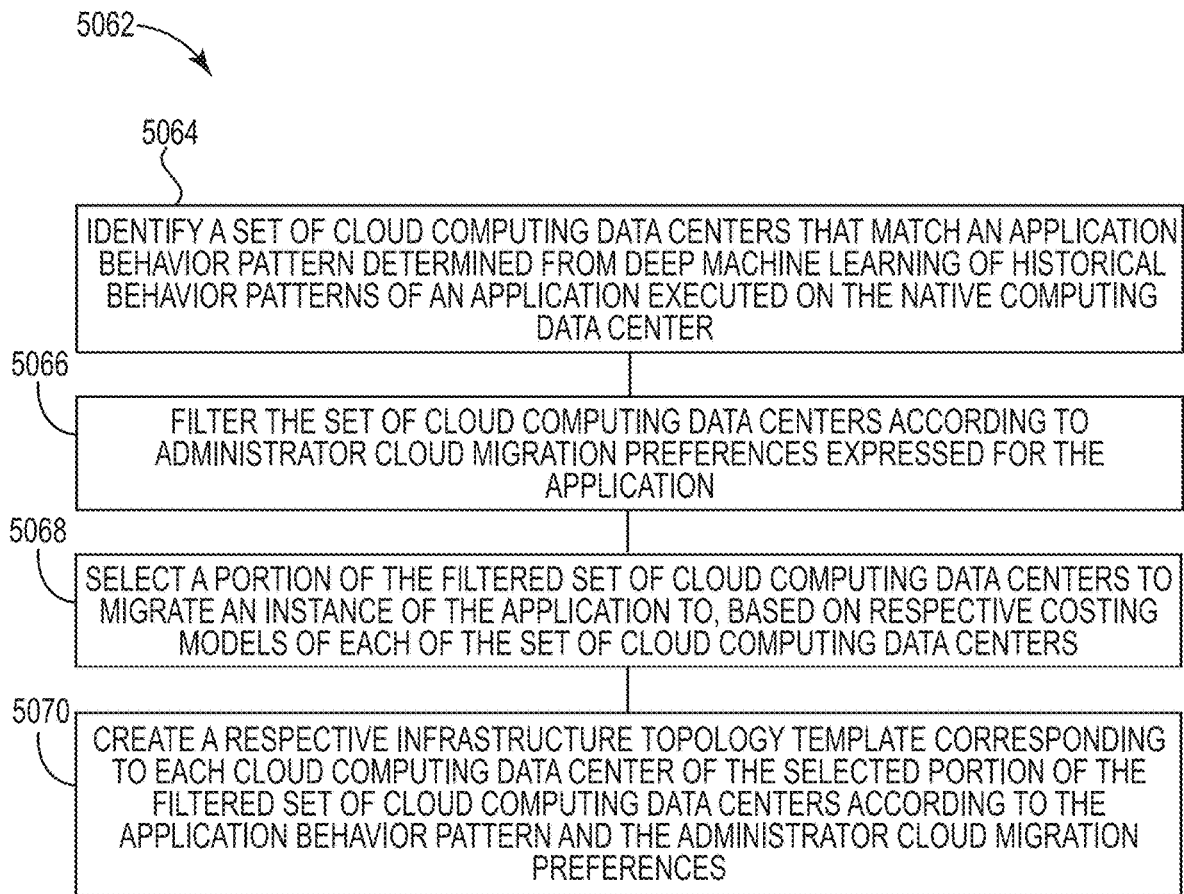 5062
5064
IDENTIFY A SET OF CLOUD COMPUTING DATA CENTERS THAT MATCH AN APPLICATION
BEHAVIOR PATTERN DETERMINED FROM DEEP MACHINE LEARNING OF HISTORICAL
BEHAVIOR PATTERNS OF AN APPLICATION EXECUTED ON THE NATIVE COMPUTING
DATA CENTER
5066
FILTER THE SET OF CLOUD COMPUTING DATA CENTERS ACCORDING TO
ADMINISTRATOR CLOUD MIGRATION PREFERENCES EXPRESSED FOR THE
APPLICATION
5068
SELECT A PORTION OF THE FILTERED SET OF CLOUD COMPUTING DATA CENTERS TO
MIGRATE AN INSTANCE OF THE APPLICATION TO, BASED ON RESPECTIVE COSTING
MODELS OF EACH OF THE SET OF CLOUD COMPUTING DATA CENTERS
5070
CREATE A RESPECTIVE INFRASTRUCTURE TOPOLOGY TEMPLATE CORRESPONDING
TO EACH CLOUD COMPUTING DATA CENTER OF THE SELECTED PORTION OF THE
FILTERED SET OF CLOUD COMPUTING DATA CENTERS ACCORDING TO THE
APPLICATION BEHAVIOR PATTERN AND THE ADMINISTRATOR CLOUD MIGRATION
PREFERENCES